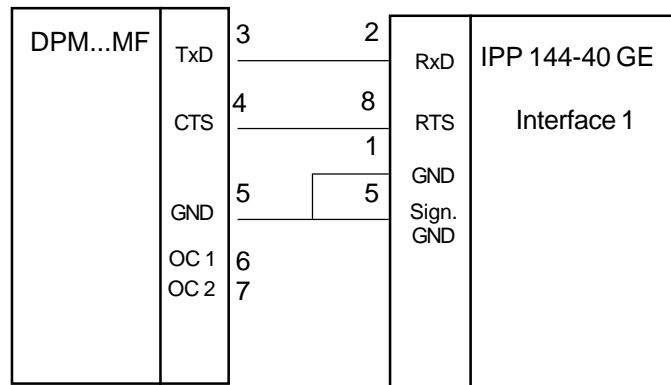 DPM...MF TxD 3 2 RxD IPP 144-40 GE
CTS 4 8 RTS Interface 1
1 GND
GND 5 5 Sign.
GND
OC 1 6
OC 2 7